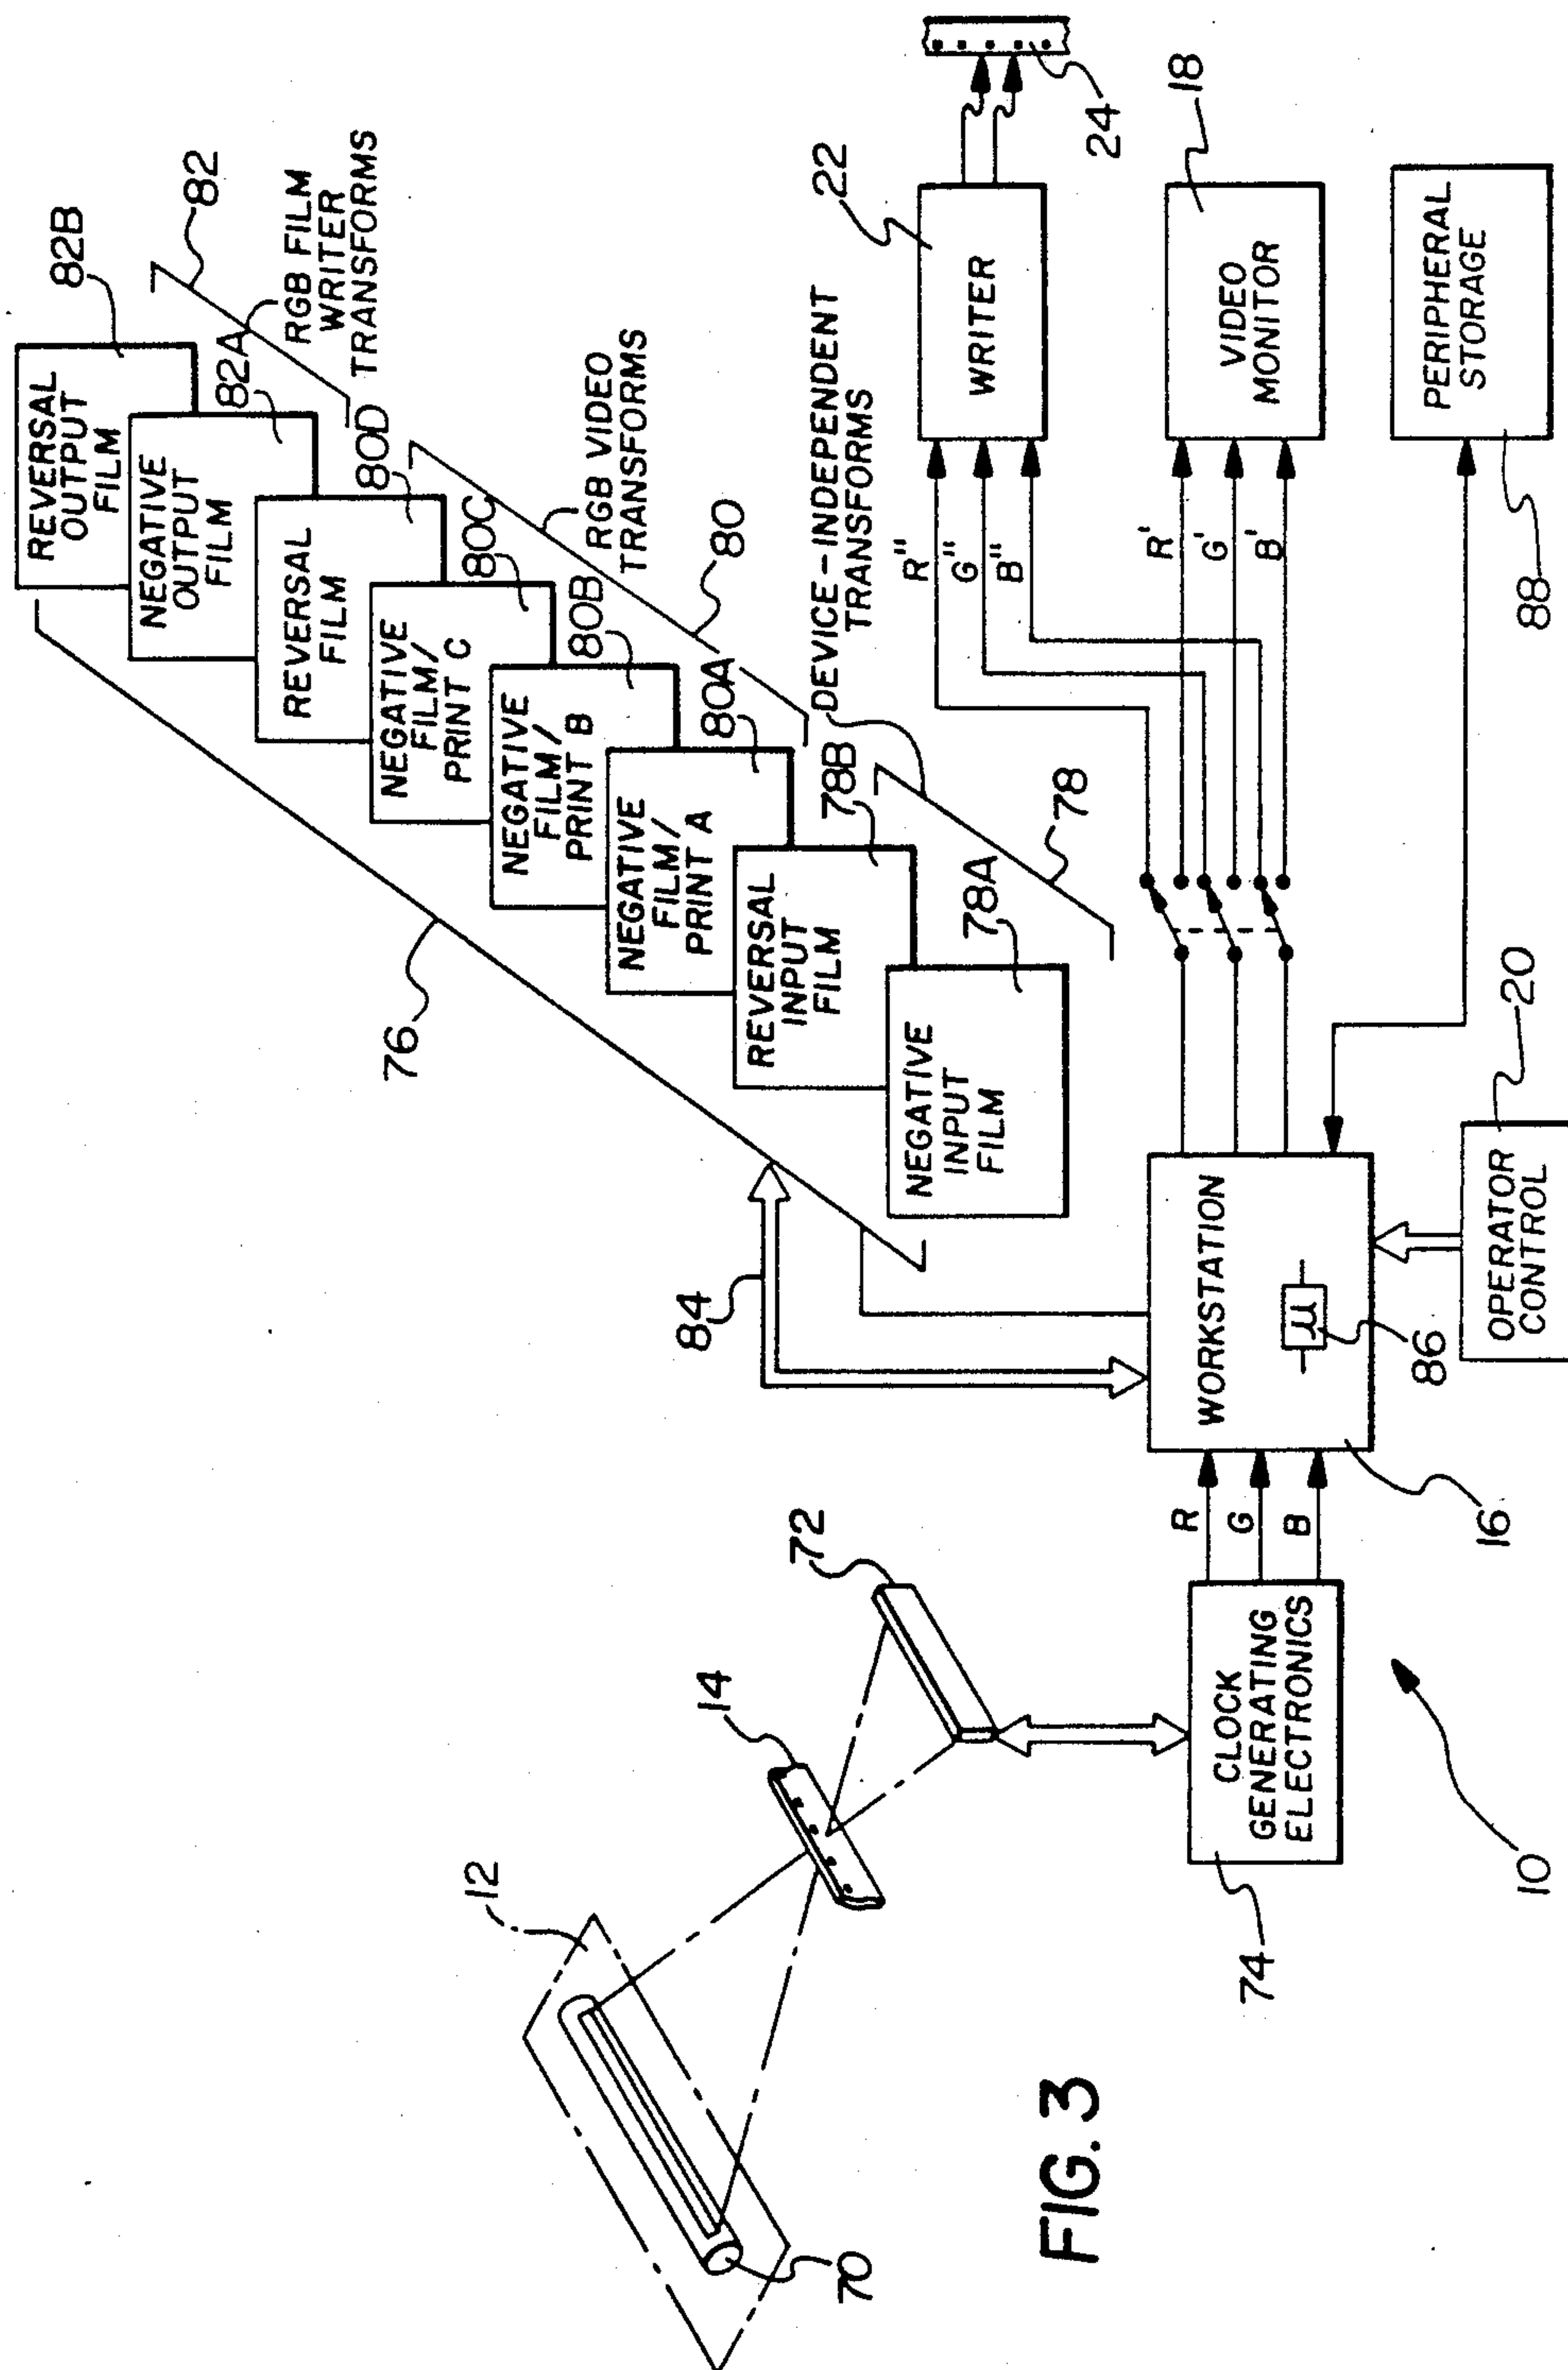 REVERSAL
OUTPUT
FILM
82B
82
NEGATIVE
OUTPUT
FILM
82A
RGB FILM
WRITER
TRANSFORMS
REVERSAL
FILM
80D
NEGATIVE
FILM/
PRINT C
80C
RGB VIDEO
TRANSFORMS
NEGATIVE
FILM/
PRINT B
80B
80
NEGATIVE
FILM/
PRINT A
80A
REVERSAL
INPUT
FILM
78B
DEVICE-INDEPENDENT
TRANSFORMS
NEGATIVE
INPUT
FILM
78A
78
76
84
12
14
72
70
CLOCK
GENERATING
ELECTRONICS
74
R
G
B
WORKSTATION
μ
86
16
OPERATOR
CONTROL
20
R"
G"
B"
R'
G'
B'
WRITER
22
24
VIDEO
MONITOR
18
PERIPHERAL
STORAGE
88
10
FIG. 3